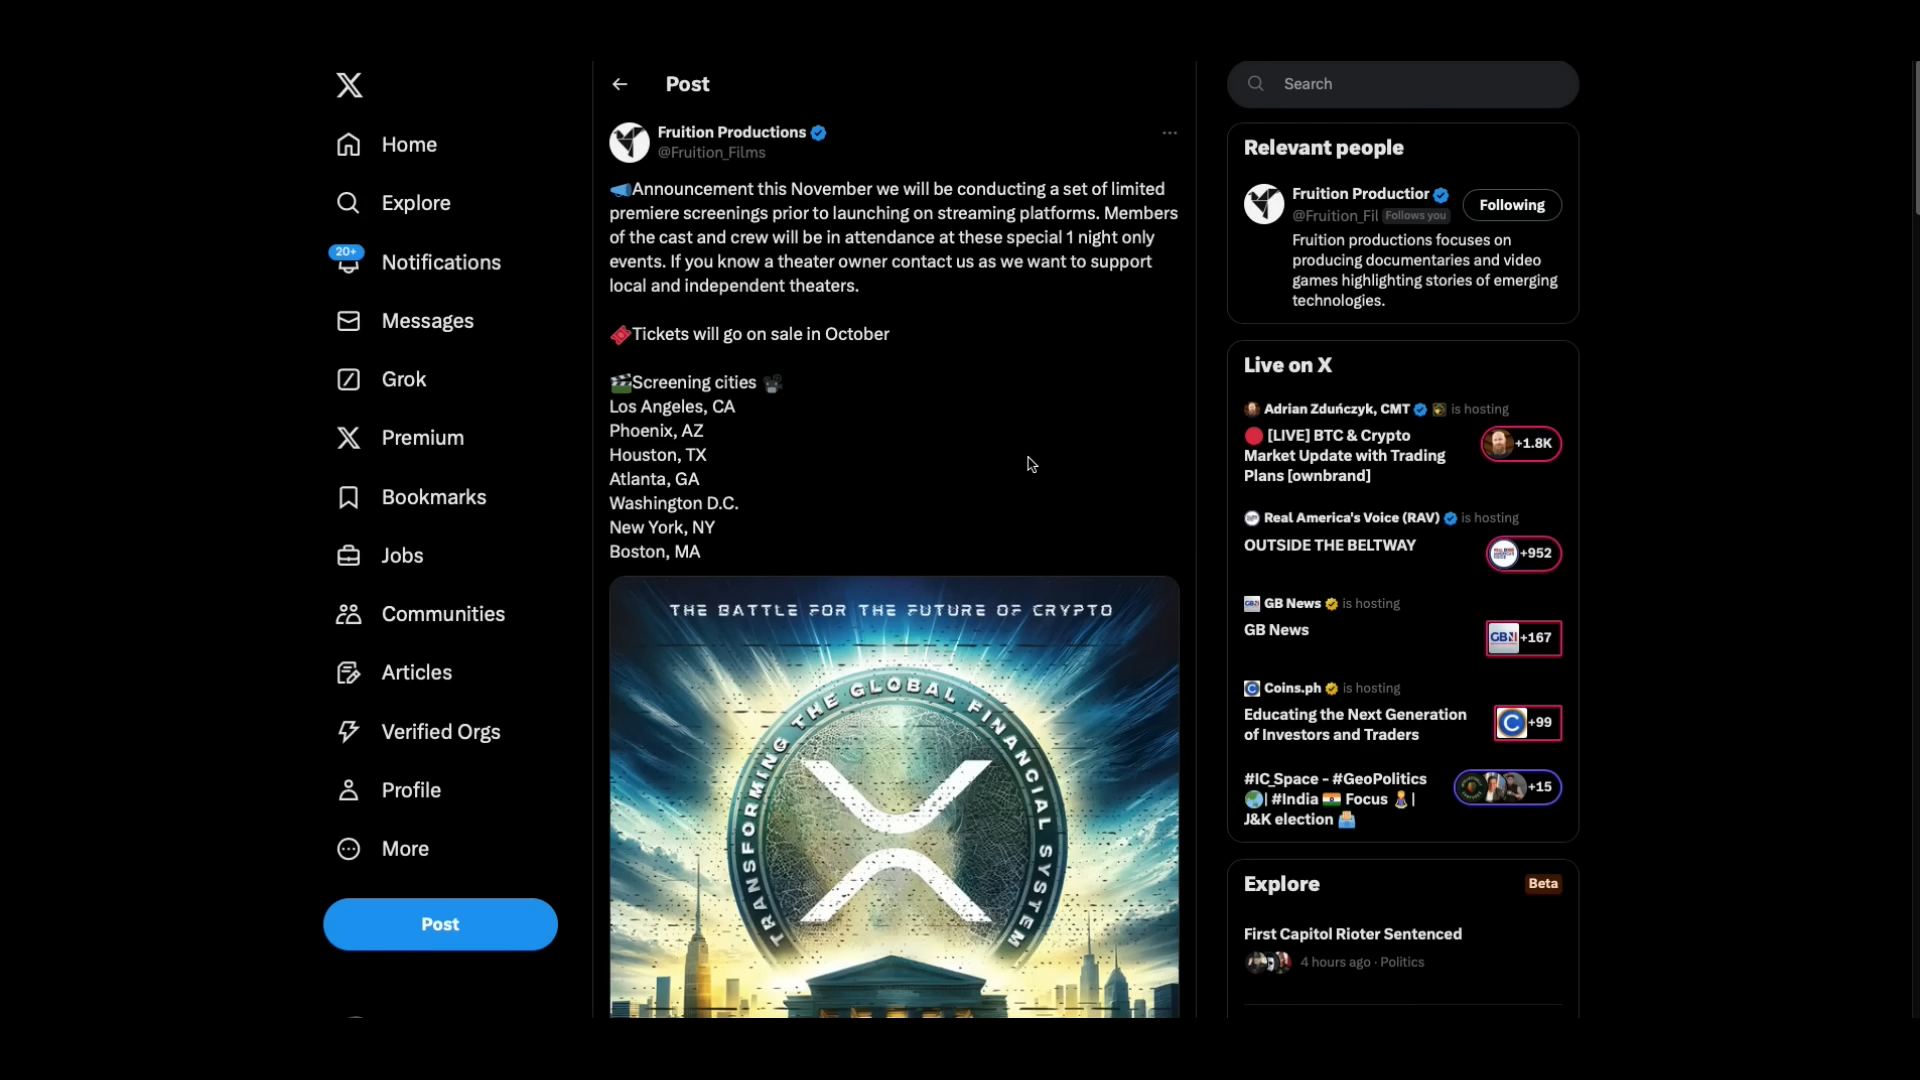 Home
Explore
20+
Notifications
Messages
Grok
Premium
Bookmarks
Jobs
Communities
Articles
Verified Orgs
Profile
More
Post
Post
Fruition Productions
@Fruition_Films
📣Announcement this November we will be conducting a set of limited
premiere screenings prior to launching on streaming platforms. Members
of the cast and crew will be in attendance at these special 1 night only
events. If you know a theater owner contact us as we want to support
local and independent theaters.
🎟️Tickets will go on sale in October
🎬Screening cities 🎥
Los Angeles, CA
Phoenix, AZ
Houston, TX
Atlanta, GA
Washington D.C.
New York, NY
Boston, MA
THE BATTLE FOR THE FUTURE OF CRYPTO
TRANSFORMING THE GLOBAL FINANCIAL SYSTEM
Search
Relevant people
Fruition Production
@Fruition_Fil Follows you
Following
Fruition productions focuses on
producing documentaries and video
games highlighting stories of emerging
technologies.
Live on X
Adrian Zduńczyk, CMT is hosting
🔴 [LIVE] BTC & Crypto
Market Update with Trading
Plans [ownbrand]
+1.8K
Real America's Voice (RAV) is hosting
OUTSIDE THE BELTWAY
+952
GB News is hosting
GB News
GBN
+167
Coins.ph is hosting
Educating the Next Generation
of Investors and Traders
+99
#IC_Space - #GeoPolitics
🌏| #India 🇮🇳 Focus | 
J&K election 🗳️
+15
Explore
Beta
First Capitol Rioter Sentenced
4 hours ago · Politics